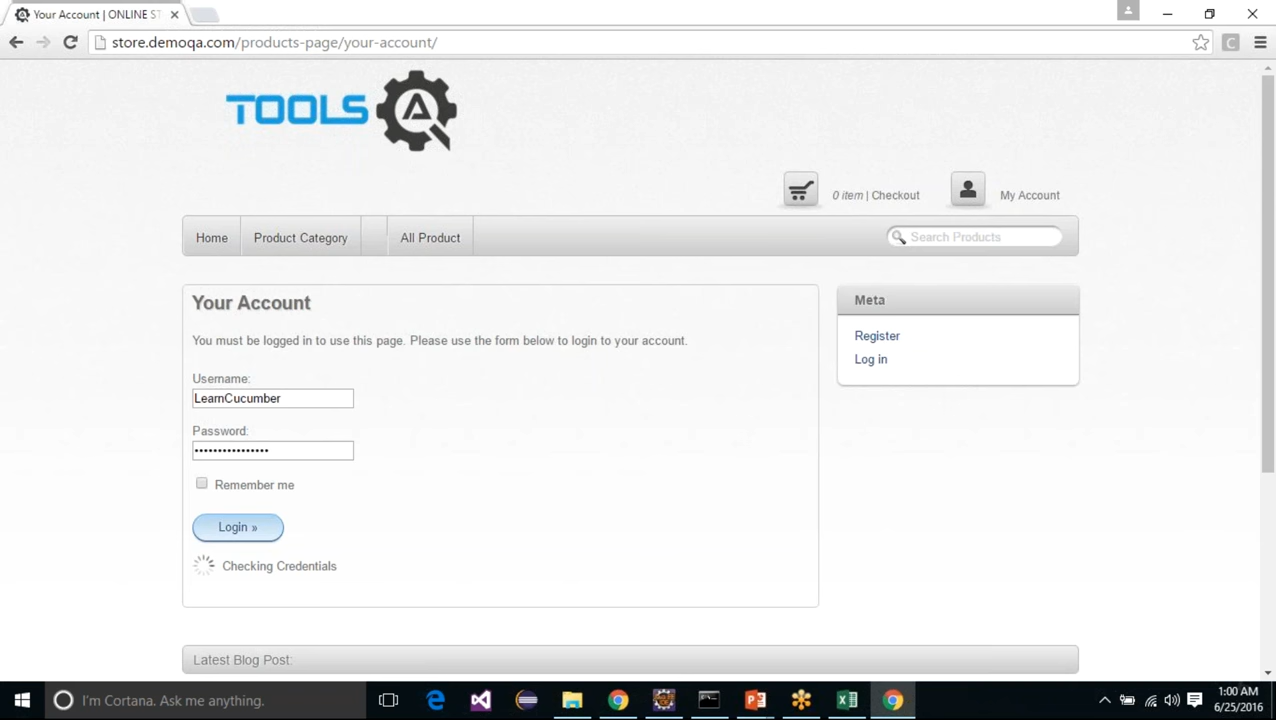 Your Account | ONLINE ST
store.demoqa.com/products-page/your-account/
TOOLS
0 item | Checkout
My Account
Home
Product Category
All Product
Search Products
Your Account
You must be logged in to use this page. Please use the form below to login to your account.
Username:
LearnCucumber
Password:
••••••••••••••••
Remember me
Login »
Checking Credentials
Meta
Register
Log in
Latest Blog Post:
I'm Cortana. Ask me anything.
1:00 AM
6/25/2016